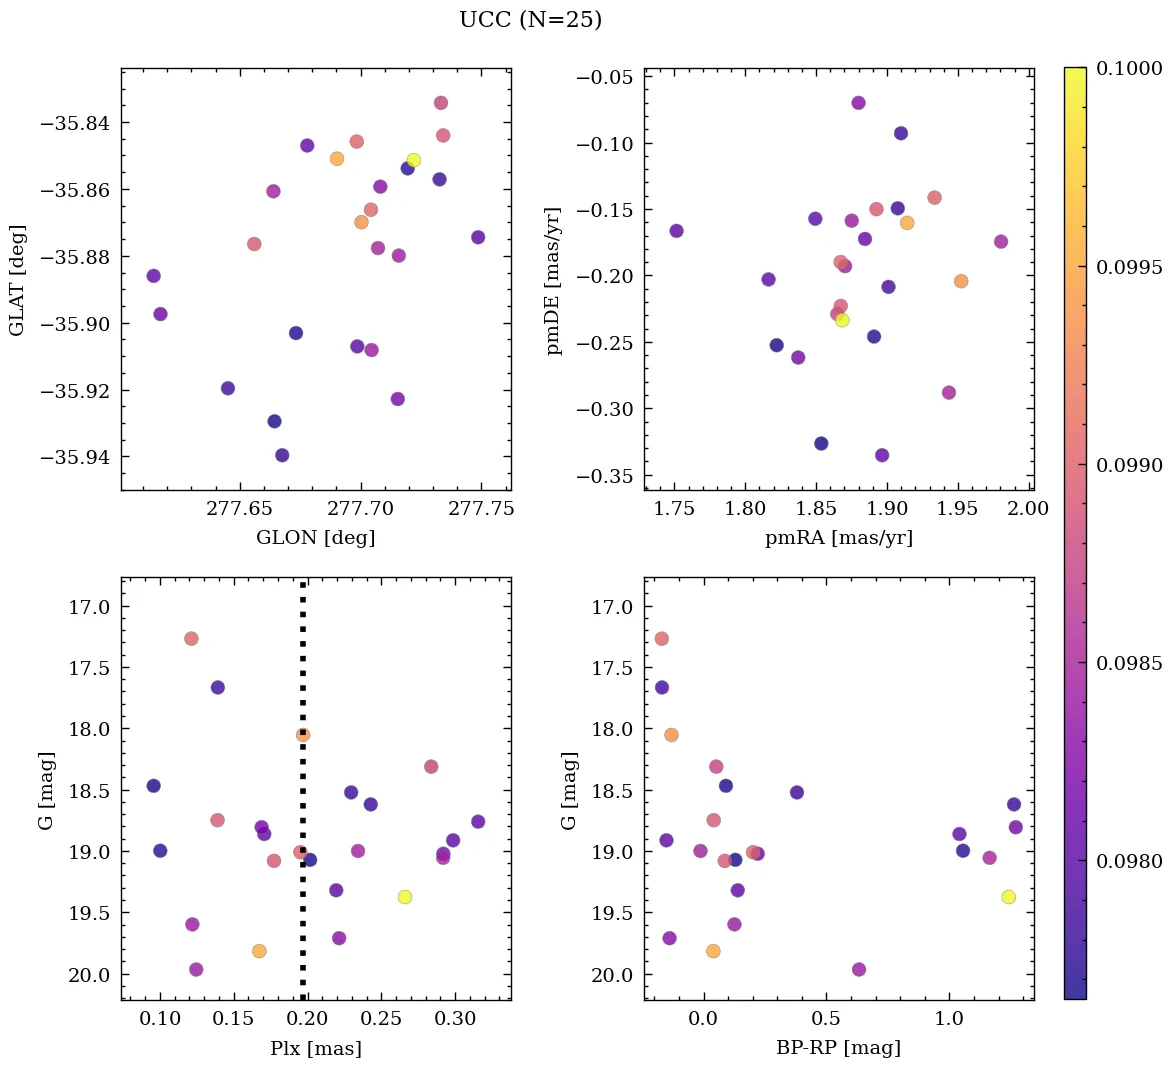 UCC (N=25)
−35.84
−35.86
−35.88
−35.90
−35.92
−35.94
GLAT [deg]
277.65 277.70 277.75
GLON [deg]
−0.05
−0.10
−0.15
−0.20
−0.25
−0.30
−0.35
pmDE [mas/yr]
1.75 1.80 1.85 1.90 1.95 2.00
pmRA [mas/yr]
17.0
17.5
18.0
18.5
19.0
19.5
20.0
G [mag]
0.10 0.15 0.20 0.25 0.30
Plx [mas]
17.0
17.5
18.0
18.5
19.0
19.5
20.0
G [mag]
0.0 0.5 1.0
BP-RP [mag]
0.1000
0.0995
0.0990
0.0985
0.0980